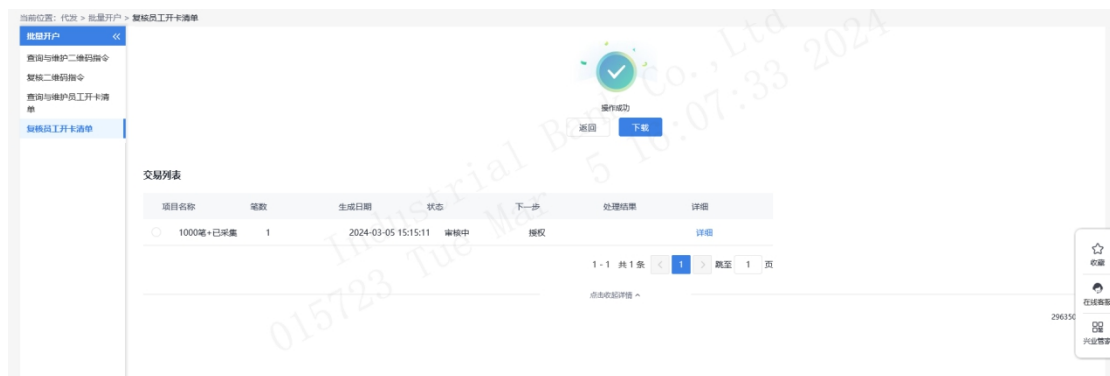 当前位置：代发 > 批量开户 > 复核员工开卡清单
批量开户 «
查询与维护二维码指令
复核二维码指令
查询与维护员工开卡清
单
复核员工开卡清单
操作成功
返回 下载
交易列表
项目名称 笔数 生成日期 状态 下一步 处理结果 详细
1000笔+已采集 1 2024-03-05 15:15:11 审核中 授权 详细
1 - 1 共 1 条 < 1 > 跳至 1 页
点击收起详情
收藏
在线客服
296350
兴业管家
Industrial Bank Co., Ltd
015723 Tue Mar 5 16:07:33 2024